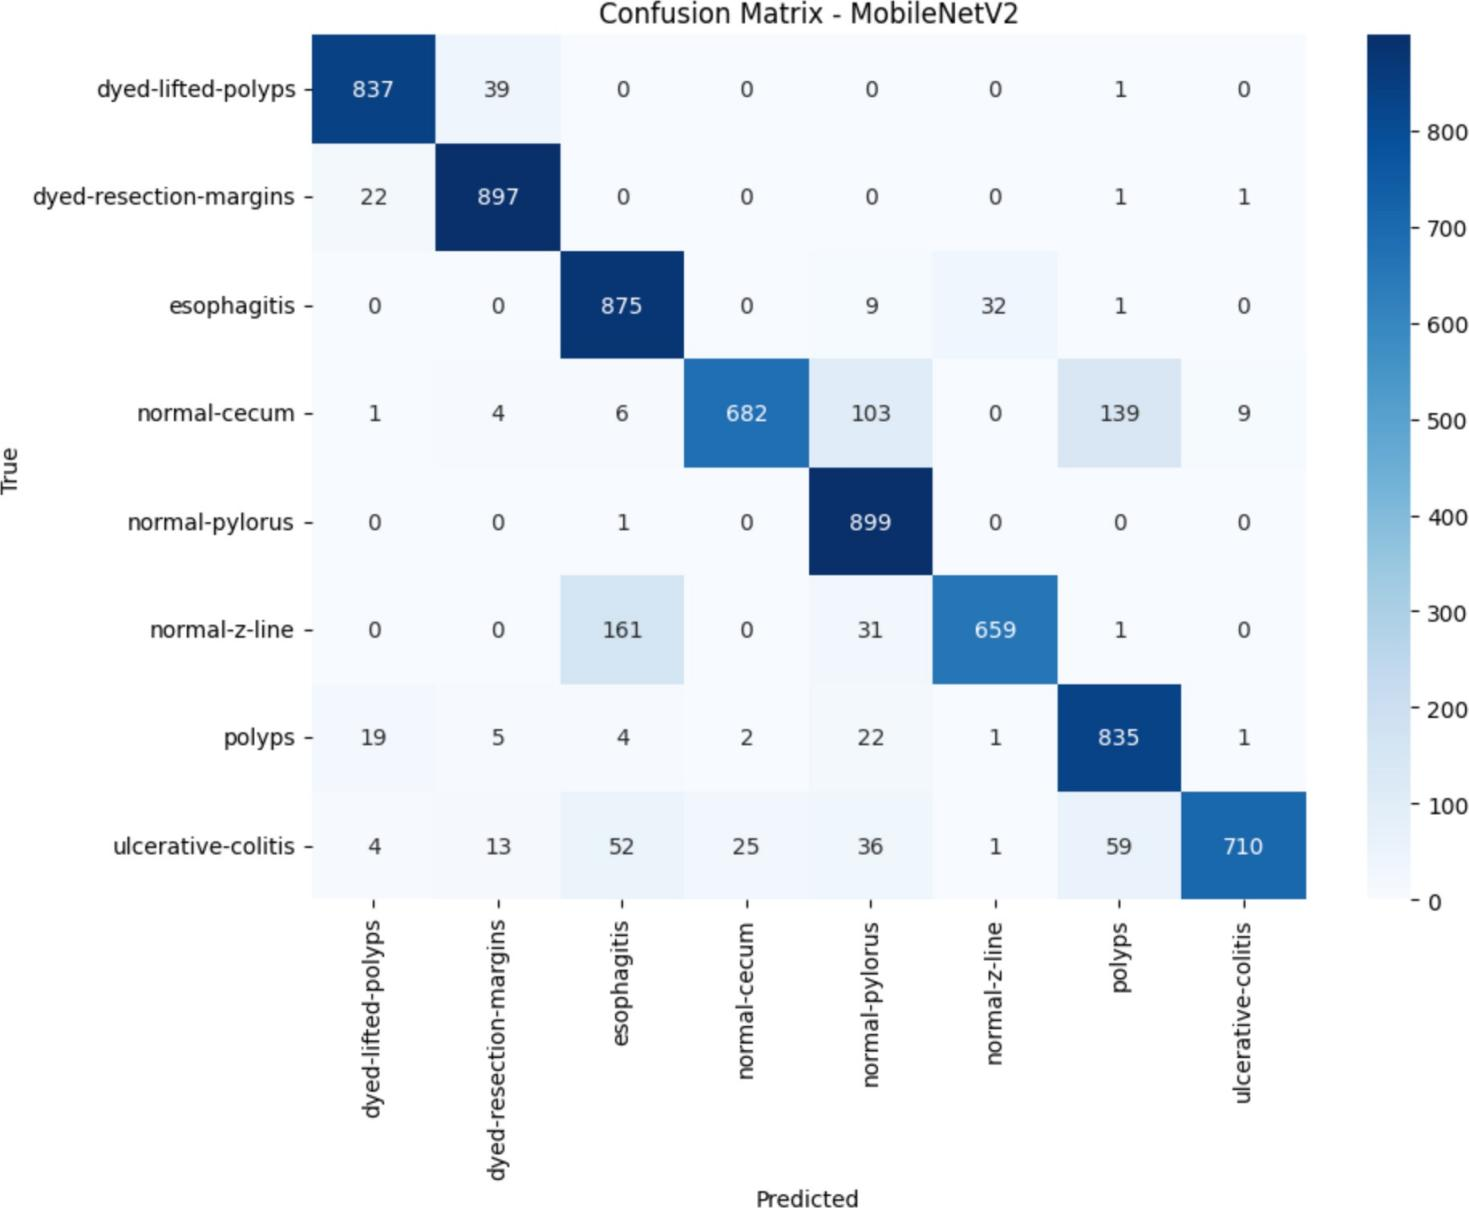 Confusion Matrix - MobileNetV2
True
dyed-lifted-polyps 837 39 0 0 0 0 1 0
dyed-resection-margins 22 897 0 0 0 0 1 1
esophagitis 0 0 875 0 9 32 1 0
normal-cecum 1 4 6 682 103 0 139 9
normal-pylorus 0 0 1 0 899 0 0 0
normal-z-line 0 0 161 0 31 659 1 0
polyps 19 5 4 2 22 1 835 1
ulcerative-colitis 4 13 52 25 36 1 59 710
dyed-lifted-polyps
dyed-resection-margins
esophagitis
normal-cecum
normal-pylorus
normal-z-line
polyps
ulcerative-colitis
Predicted
800
700
600
500
400
300
200
100
0